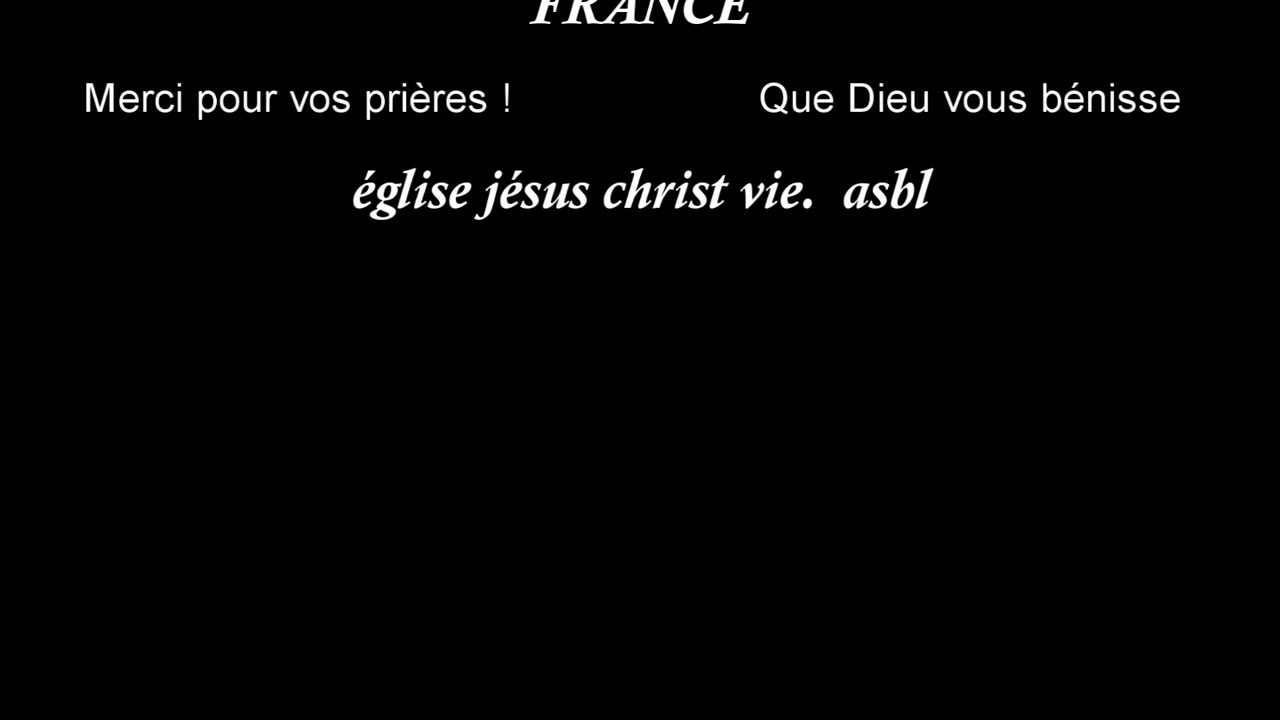 FRANCE
Merci pour vos prières ! Que Dieu vous bénisse
église jésus christ vie. asbl